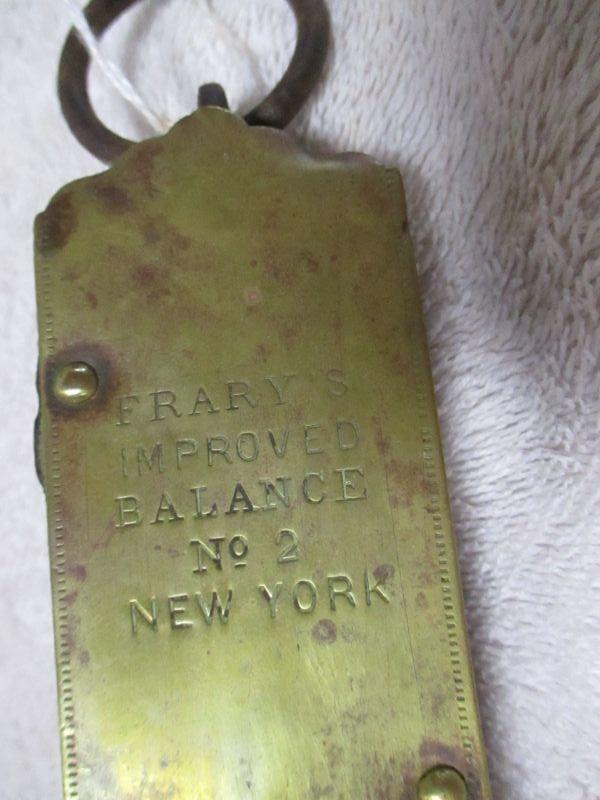 FRARY'S
IMPROVED
BALANCE
No 2
NEW YORK